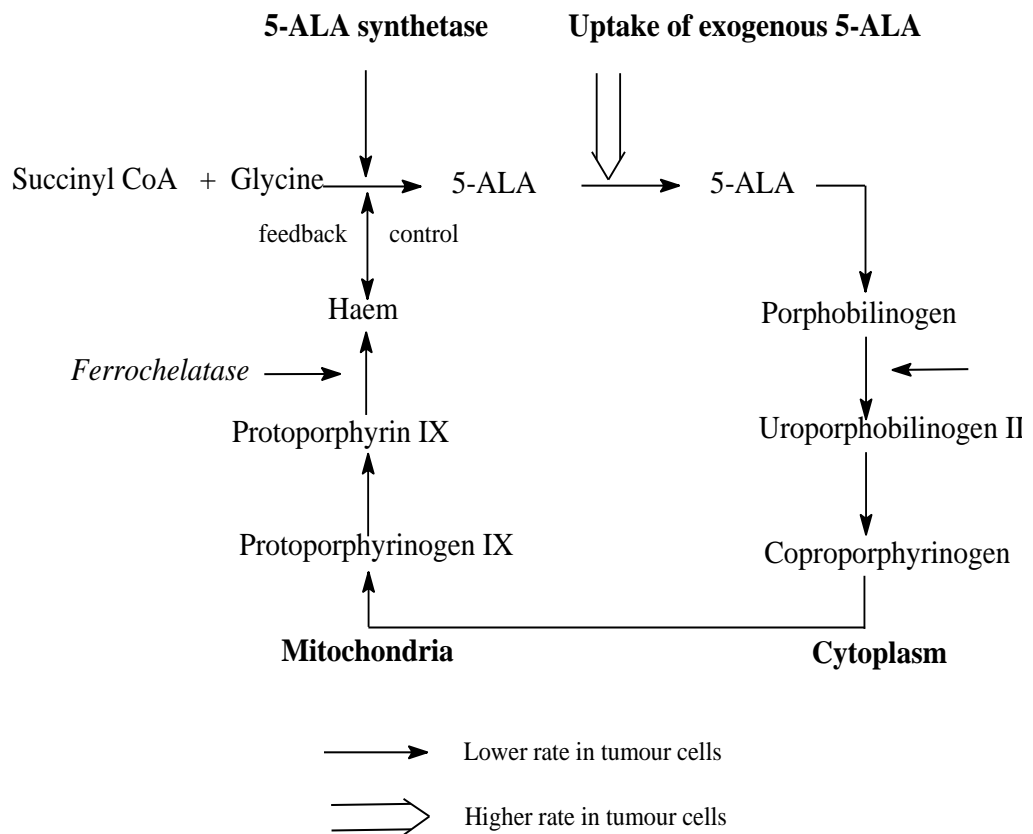 5-ALA synthetase Uptake of exogenous 5-ALA
Succinyl CoA + Glycine 5-ALA 5-ALA
feedback control
Haem Porphobilinogen
Ferrochelatase
Protoporphyrin IX Uroporphobilinogen II
Protoporphyrinogen IX Coproporphyrinogen
Mitochondria Cytoplasm
Lower rate in tumour cells
Higher rate in tumour cells